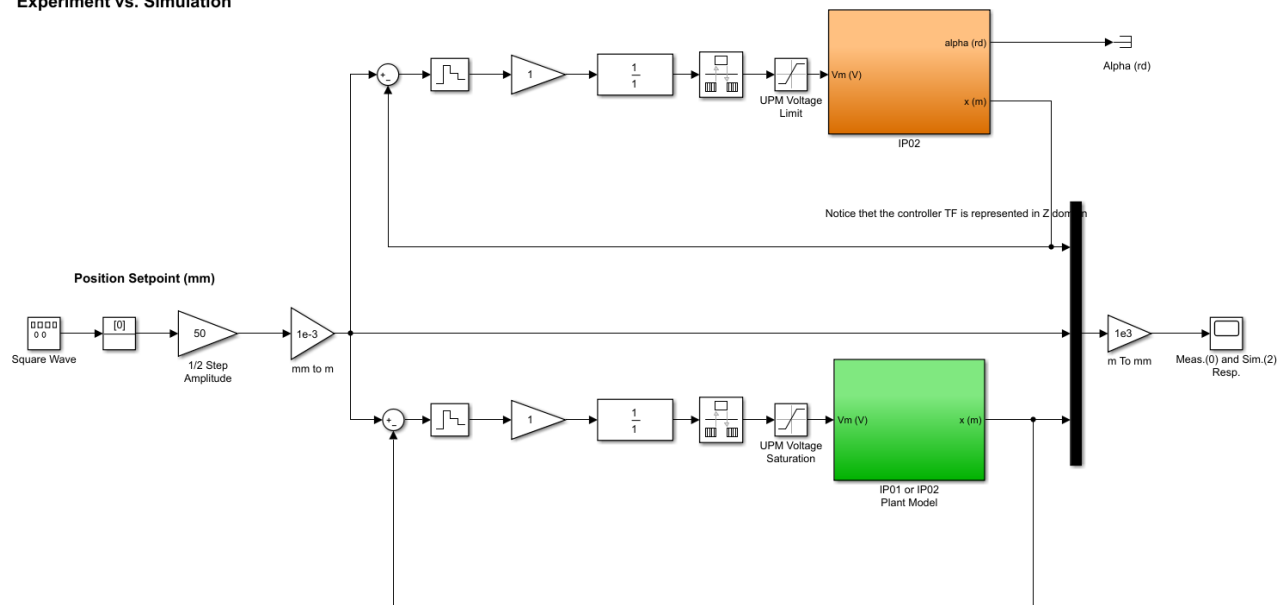 Experiment vs. Simulation
alpha (rd)
Alpha (rd)
1
1
1
Vm (V)
UPM Voltage
Limit
x (m)
IP02
Notice thet the controller TF is represented in Z domain
Position Setpoint (mm)
[0]
50
1e-3
1e3
Square Wave
1/2 Step
Amplitude
mm to m
m To mm
Meas.(0) and Sim.(2)
Resp.
1
1
1
Vm (V)
x (m)
UPM Voltage
Saturation
IP01 or IP02
Plant Model